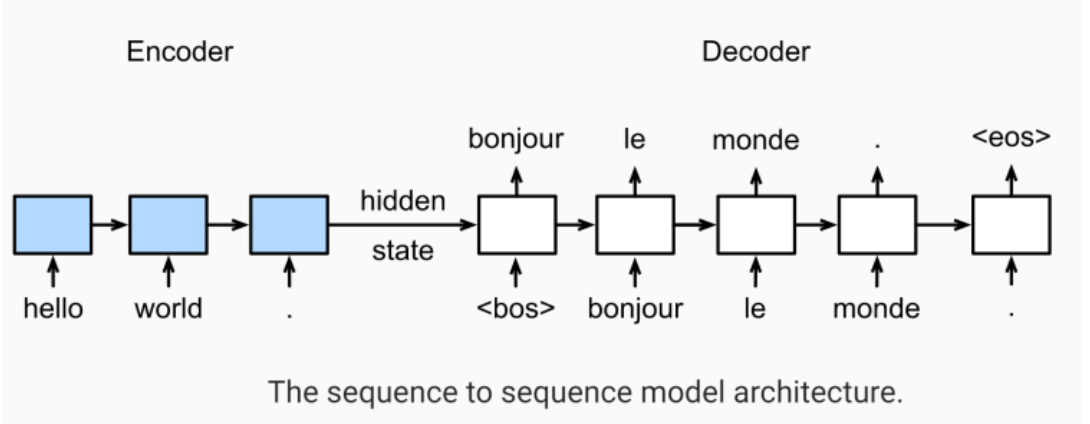 Encoder Decoder
bonjour le monde . <eos>
hidden
state
hello world . <bos> bonjour le monde .
The sequence to sequence model architecture.